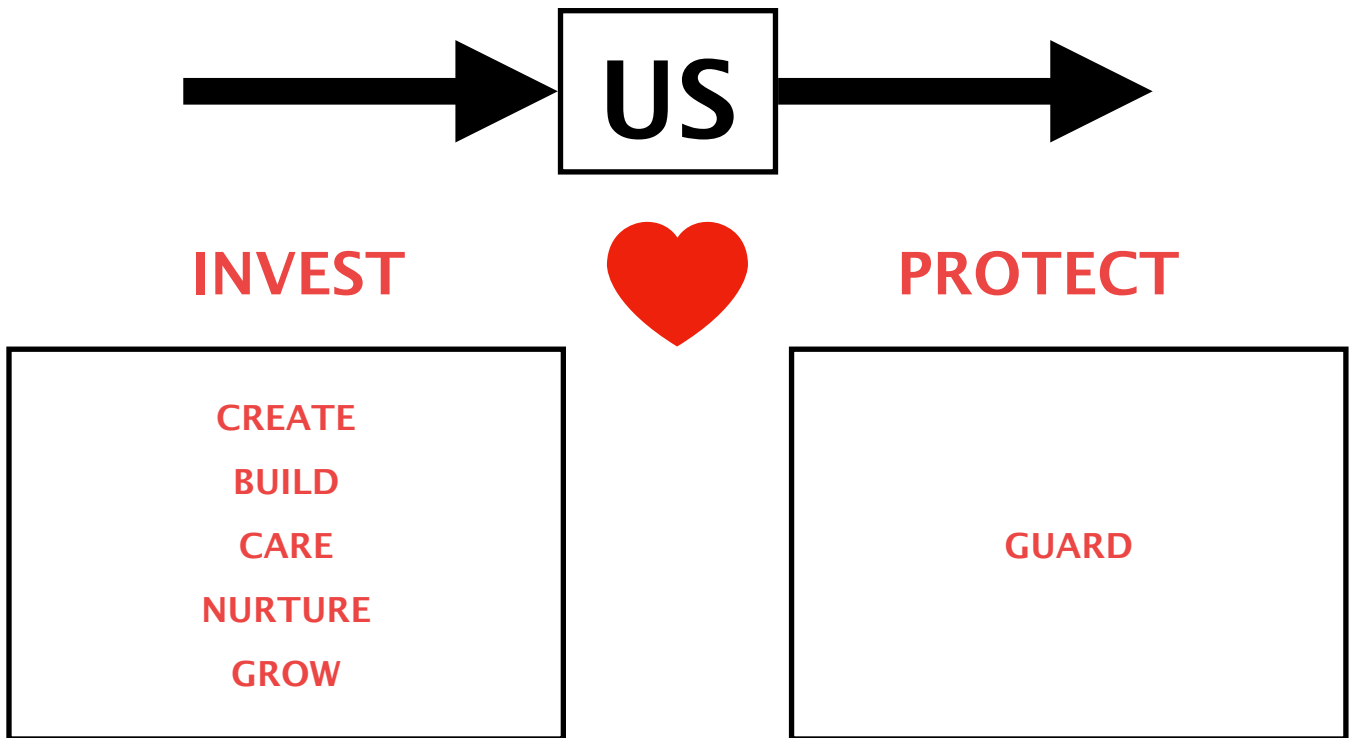 US
INVEST
PROTECT
CREATE
BUILD
CARE
NURTURE
GROW
GUARD